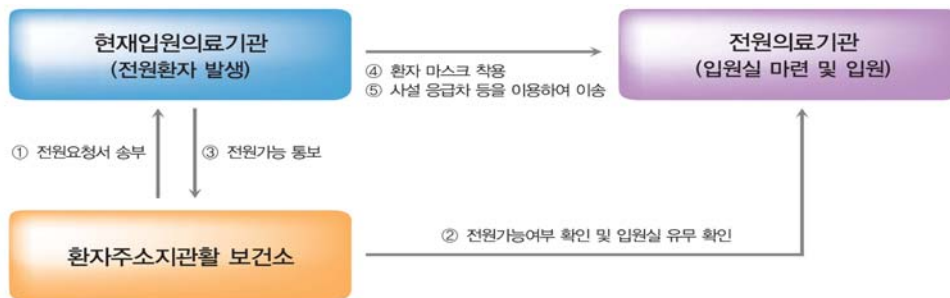 현재입원의료기관
(전원환자 발생)
전원의료기관
(입원실 마련 및 입원)
④ 환자 마스크 착용
⑤ 사설 응급차 등을 이용하여 이송
① 전원요청서 송부
③ 전원가능 통보
환자주소지관활 보건소
② 전원가능여부 확인 및 입원실 유무 확인